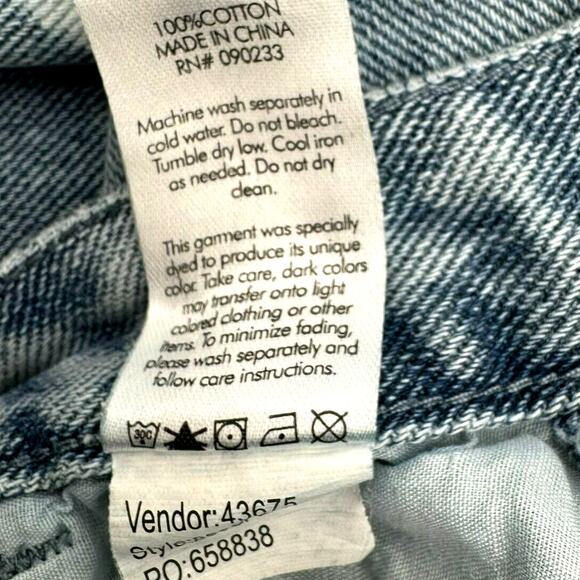 100%COTTON
MADE IN CHINA
RN# 090233
Machine wash separately in
cold water. Do not bleach.
Tumble dry low. Cool iron
as needed. Do not dry
clean.
This garment was specially
dyed to produce its unique
color. Take care, dark colors
may transfer onto light
colored clothing or other
items. To minimize fading,
please wash separately and
follow care instructions.
30C
Vendor:43675
PO:658838